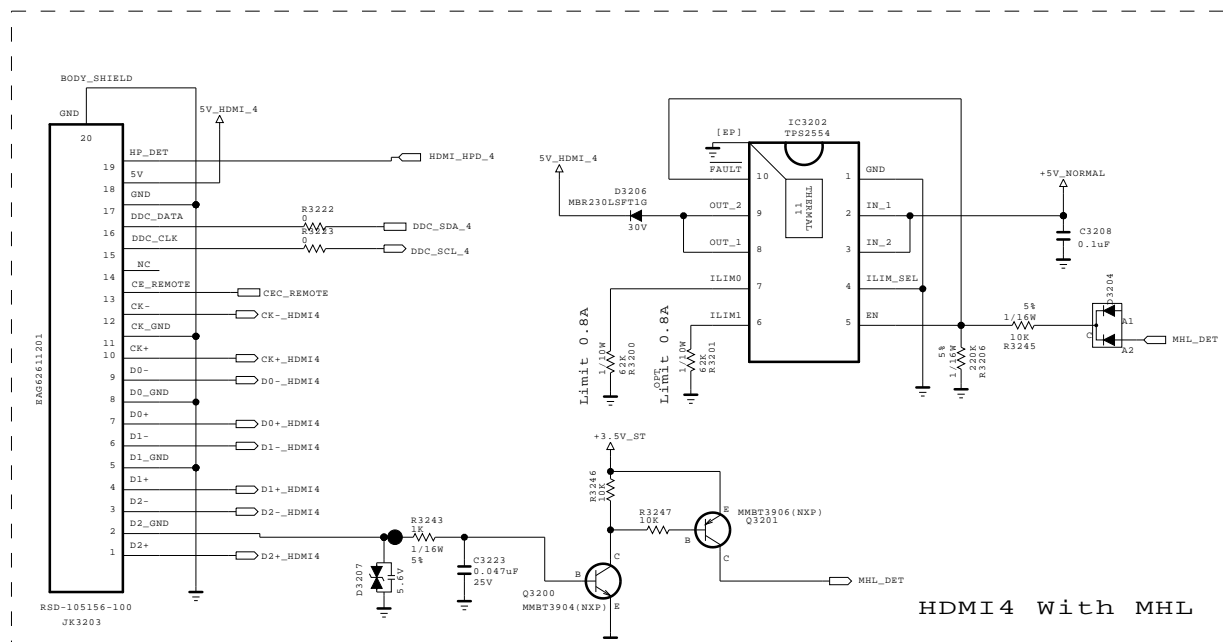 BODY_SHIELD
GND
20
5V_HDMI_4
HP_DET
19
HDMI_HPD_4
5V
18
GND
17
DDC_DATA
16
R3222
0
DDC_SDA_4
DDC_CLK
15
R3223
0
DDC_SCL_4
NC
14
CE_REMOTE
13
CEC_REMOTE
CK-
12
CK-_HDMI4
CK_GND
11
CK+
10
CK+_HDMI4
D0-
9
D0-_HDMI4
D0_GND
8
D0+
7
D0+_HDMI4
D1-
6
D1-_HDMI4
D1_GND
5
D1+
4
D1+_HDMI4
D2-
3
D2-_HDMI4
D2_GND
2
D2+
1
D2+_HDMI4
EAG62611201
RSD-105156-100
JK3203
R3243
1K
1/16W
5%
D3207
5.6V
C3223
0.047uF
25V
Q3200
MMBT3904(NXP)
B
C
E
+3.5V_ST
R3246
10K
R3247
10K
MMBT3906(NXP)
Q3201
E
B
C
MHL_DET
IC3202
TPS2554
[EP]
FAULT
10
OUT_2
9
OUT_1
8
ILIM0
7
ILIM1
6
THERMAL
11
1
GND
2
IN_1
3
IN_2
4
ILIM_SEL
5
EN
5V_HDMI_4
D3206
MBR230LSFT1G
30V
Limit 0.8A
1/10W
62K
R3200
Limit 0.8A
OPT
1/10W
62K
R3201
+5V_NORMAL
C3208
0.1uF
5%
1/16W
10K
R3245
5%
1/16W
220K
R3206
D3204
A1
C
A2
MHL_DET
HDMI4 With MHL